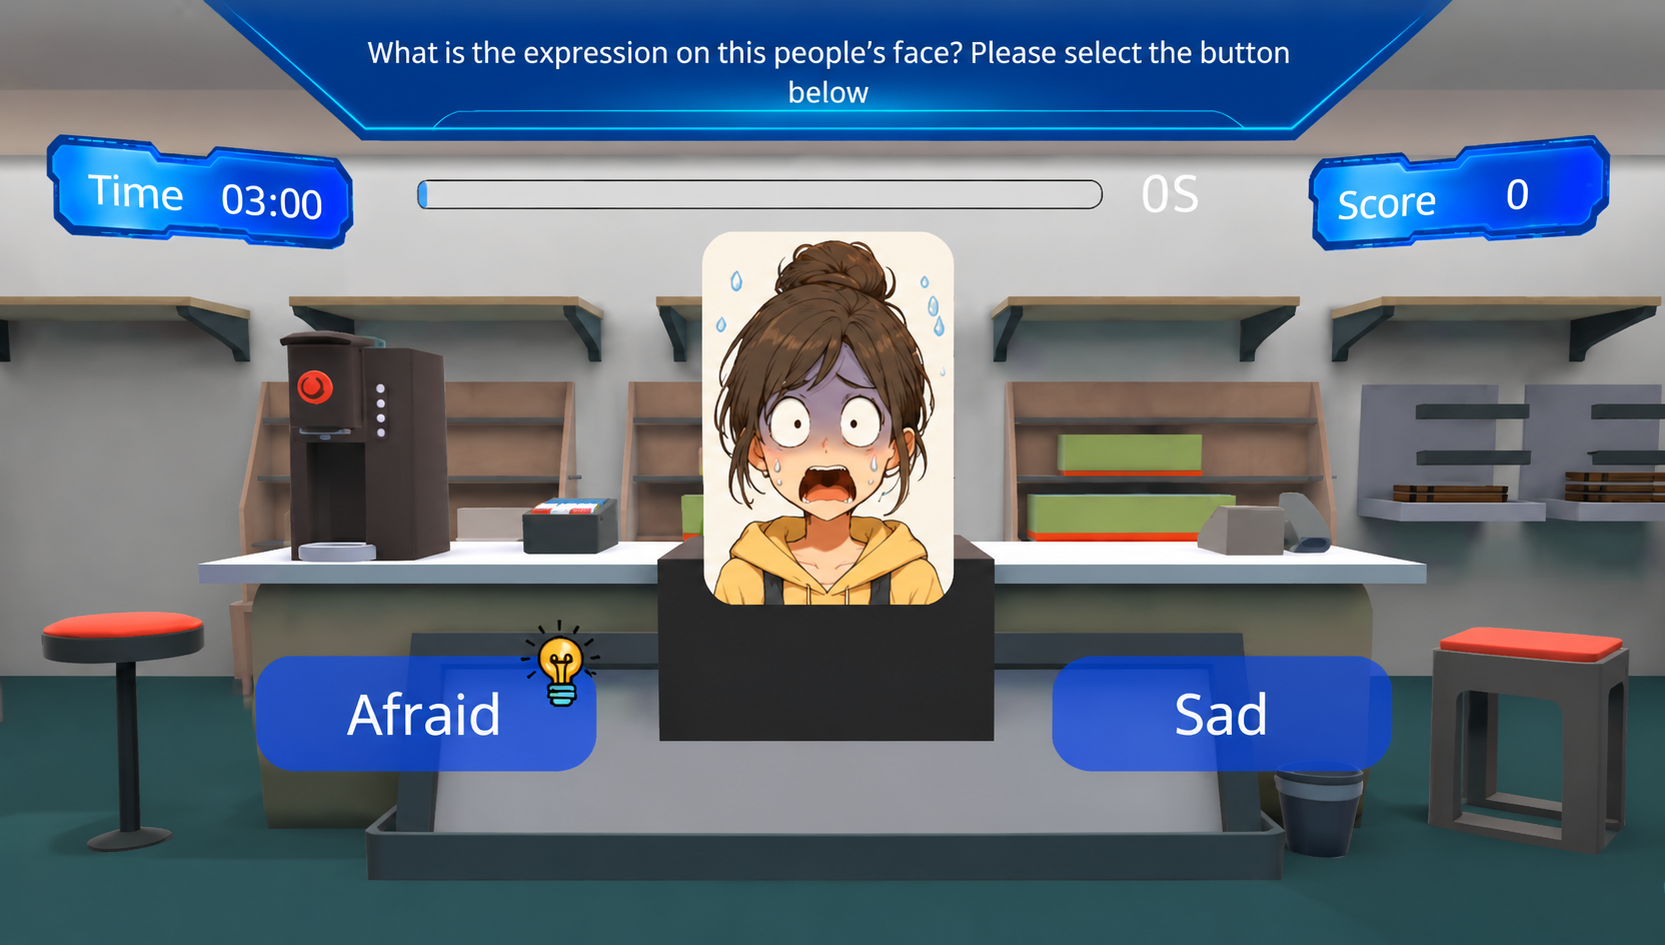 What is the expression on this people’s face? Please select the button
below
Time 03:00
0S
Score 0
Afraid
Sad